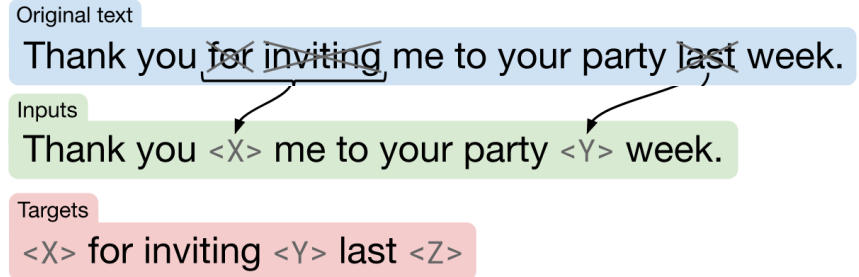 Original text
Thank you for inviting me to your party last week.
Inputs
Thank you <X> me to your party <Y> week.
Targets
<X> for inviting <Y> last <Z>